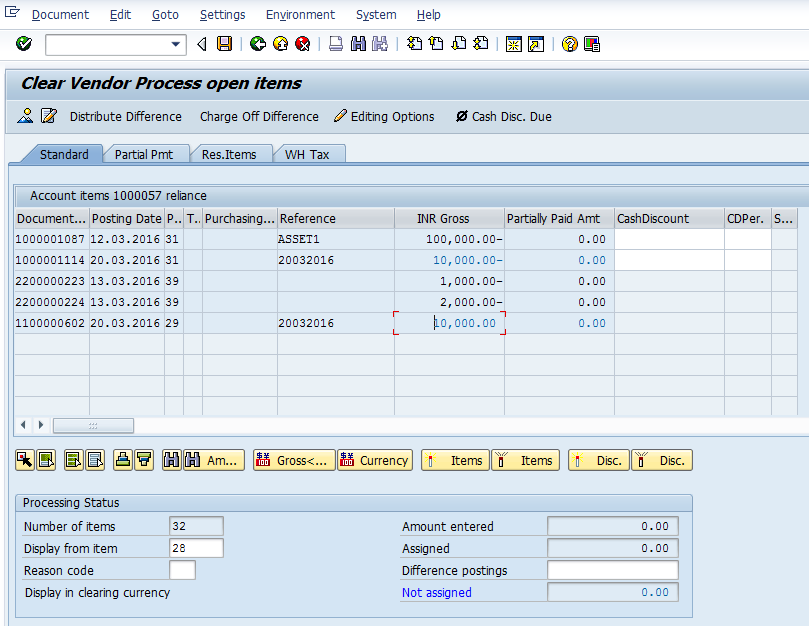 Document Edit Goto Settings Environment System Help
Clear Vendor Process open items
Distribute Difference Charge Off Difference Editing Options Cash Disc. Due
Standard Partial Pmt Res.Items WH Tax
Account items 1000057 reliance
Document... Posting Date P.. T.. Purchasing... Reference INR Gross Partially Paid Amt CashDiscount CDPer. S...
1000001087 12.03.2016 31 ASSET1 100,000.00- 0.00
1000001114 20.03.2016 31 20032016 10,000.00- 0.00
2200000223 13.03.2016 39 1,000.00- 0.00
2200000224 13.03.2016 39 2,000.00- 0.00
1100000602 20.03.2016 29 20032016 10,000.00 0.00
Am... Gross<... Currency Items Items Disc. Disc.
Processing Status
Number of items 32 Amount entered 0.00
Display from item 28 Assigned 0.00
Reason code Difference postings
Display in clearing currency Not assigned 0.00